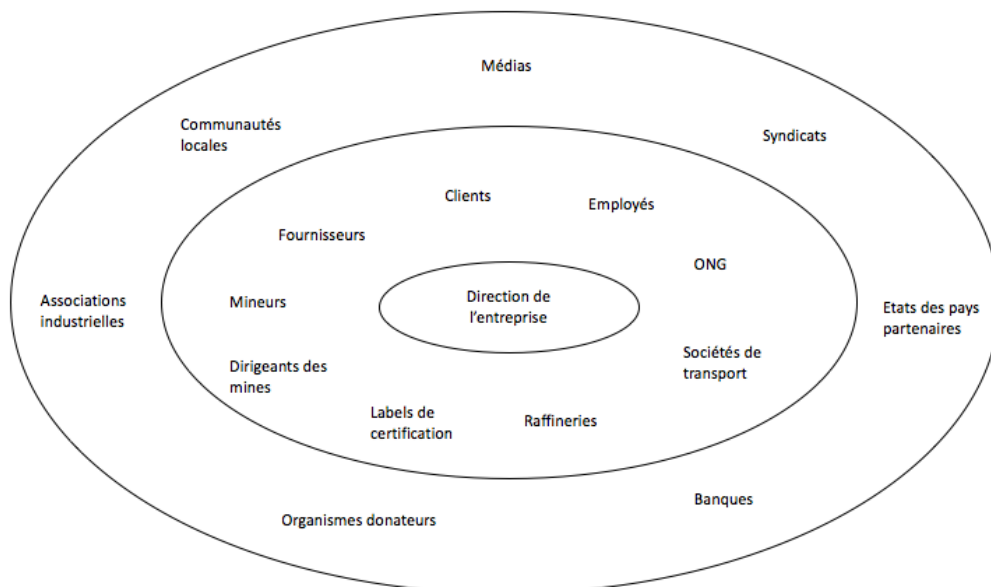 Médias
Communautés
locales
Syndicats
Clients
Employés
Fournisseurs
ONG
Associations
industrielles
Mineurs
Direction de
l'entreprise
Etats des pays
partenaires
Dirigeants des
mines
Sociétés de
transport
Labels de
certification
Raffineries
Organismes donateurs
Banques